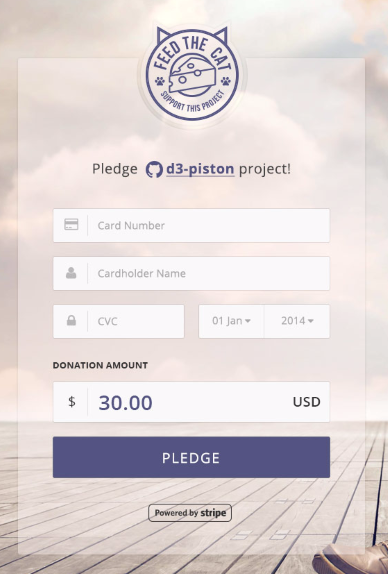 FEED THE CAT
SUPPORT THIS PROJECT
Pledge d3-piston project!
Card Number
Cardholder Name
CVC 01 Jan 2014
DONATION AMOUNT
$ 30.00 USD
PLEDGE
Powered by stripe